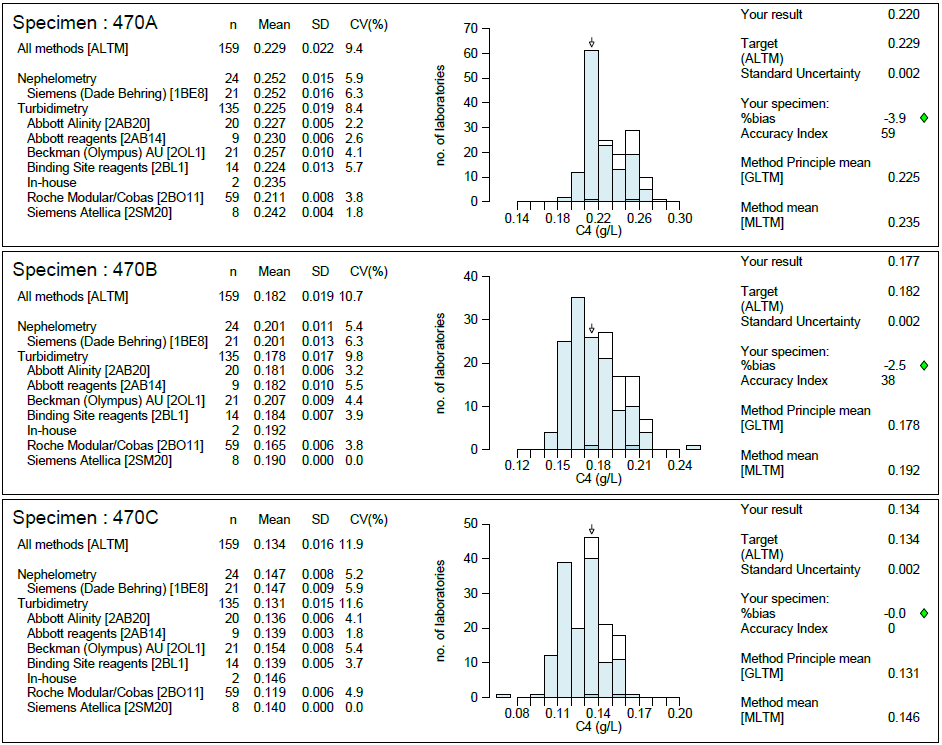 Specimen : 470A n Mean SD CV(%)
All methods [ALTM] 159 0.229 0.022 9.4
Nephelometry 24 0.252 0.015 5.9
Siemens (Dade Behring) [1BE8] 21 0.252 0.016 6.3
Turbidimetry 135 0.225 0.019 8.4
Abbott Alinity [2AB20] 20 0.227 0.005 2.2
Abbott reagents [2AB14] 9 0.230 0.006 2.6
Beckman (Olympus) AU [2OL1] 21 0.257 0.010 4.1
Binding Site reagents [2BL1] 14 0.224 0.013 5.7
In-house 2 0.235
Roche Modular/Cobas [2BO11] 59 0.211 0.008 3.8
Siemens Atellica [2SM20] 8 0.242 0.004 1.8
no. of laboratories
70
60
50
40
30
20
10
0
0.14 0.18 0.22 0.26 0.30
C4 (g/L)
Your result 0.220
Target 0.229
(ALTM)
Standard Uncertainty 0.002
Your specimen:
%bias -3.9
Accuracy Index 59
Method Principle mean
[GLTM] 0.225
Method mean
[MLTM] 0.235
Specimen : 470B n Mean SD CV(%)
All methods [ALTM] 159 0.182 0.019 10.7
Nephelometry 24 0.201 0.011 5.4
Siemens (Dade Behring) [1BE8] 21 0.201 0.013 6.3
Turbidimetry 135 0.178 0.017 9.8
Abbott Alinity [2AB20] 20 0.181 0.006 3.2
Abbott reagents [2AB14] 9 0.182 0.010 5.5
Beckman (Olympus) AU [2OL1] 21 0.207 0.009 4.4
Binding Site reagents [2BL1] 14 0.184 0.007 3.9
In-house 2 0.192
Roche Modular/Cobas [2BO11] 59 0.165 0.006 3.8
Siemens Atellica [2SM20] 8 0.190 0.000 0.0
no. of laboratories
40
30
20
10
0
0.12 0.15 0.18 0.21 0.24
C4 (g/L)
Your result 0.177
Target 0.182
(ALTM)
Standard Uncertainty 0.002
Your specimen:
%bias -2.5
Accuracy Index 38
Method Principle mean
[GLTM] 0.178
Method mean
[MLTM] 0.192
Specimen : 470C n Mean SD CV(%)
All methods [ALTM] 159 0.134 0.016 11.9
Nephelometry 24 0.147 0.008 5.2
Siemens (Dade Behring) [1BE8] 21 0.147 0.009 5.9
Turbidimetry 135 0.131 0.015 11.6
Abbott Alinity [2AB20] 20 0.136 0.006 4.1
Abbott reagents [2AB14] 9 0.139 0.003 1.8
Beckman (Olympus) AU [2OL1] 21 0.154 0.008 5.4
Binding Site reagents [2BL1] 14 0.139 0.005 3.7
In-house 2 0.146
Roche Modular/Cobas [2BO11] 59 0.119 0.006 4.9
Siemens Atellica [2SM20] 8 0.140 0.000 0.0
no. of laboratories
50
40
30
20
10
0
0.08 0.11 0.14 0.17 0.20
C4 (g/L)
Your result 0.134
Target 0.134
(ALTM)
Standard Uncertainty 0.002
Your specimen:
%bias -0.0
Accuracy Index 0
Method Principle mean
[GLTM] 0.131
Method mean
[MLTM] 0.146